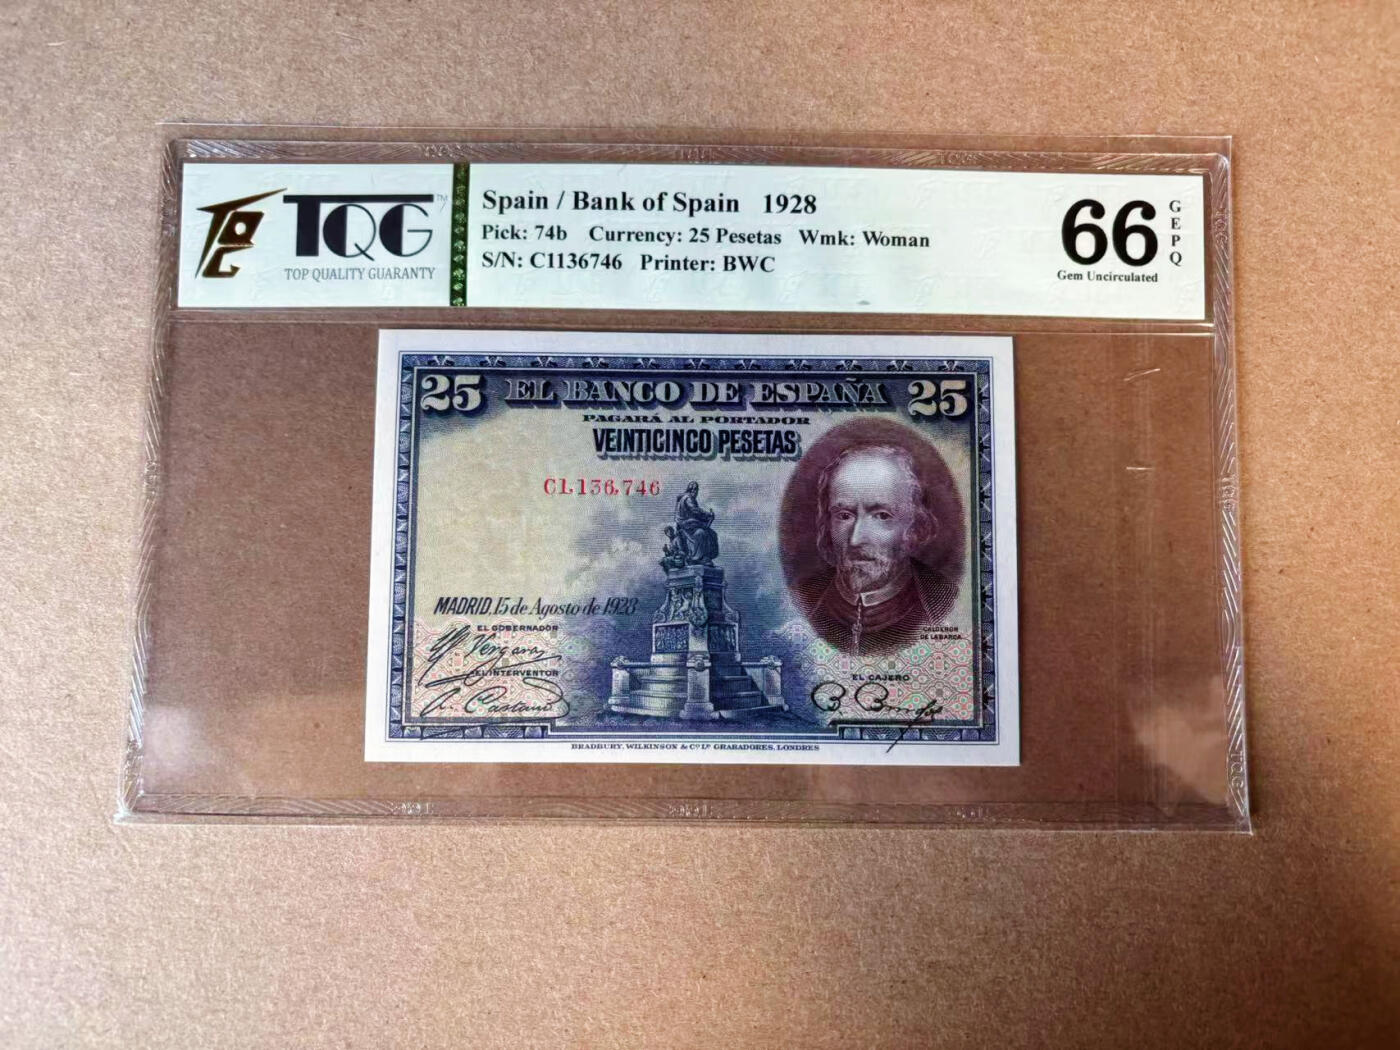 TQG™
TOP QUALITY GUARANTY
Spain / Bank of Spain 1928
Pick: 74b Currency: 25 Pesetas Wmk: Woman
S/N: C1136746 Printer: BWC
66
GEPQ
Gem Uncirculated
25 EL BANCO DE ESPAÑA 25
PAGARÁ AL PORTADOR
VEINTICINCO PESETAS
C1,136,746
MADRID, 15 de Agosto de 1928
EL GOBERNADOR
CALDERON
DE LA BARCA
EL INTERVENTOR
EL CAJERO
BRADBURY, WILKINSON & Cº Lᴰ GRABADORES, LONDRES